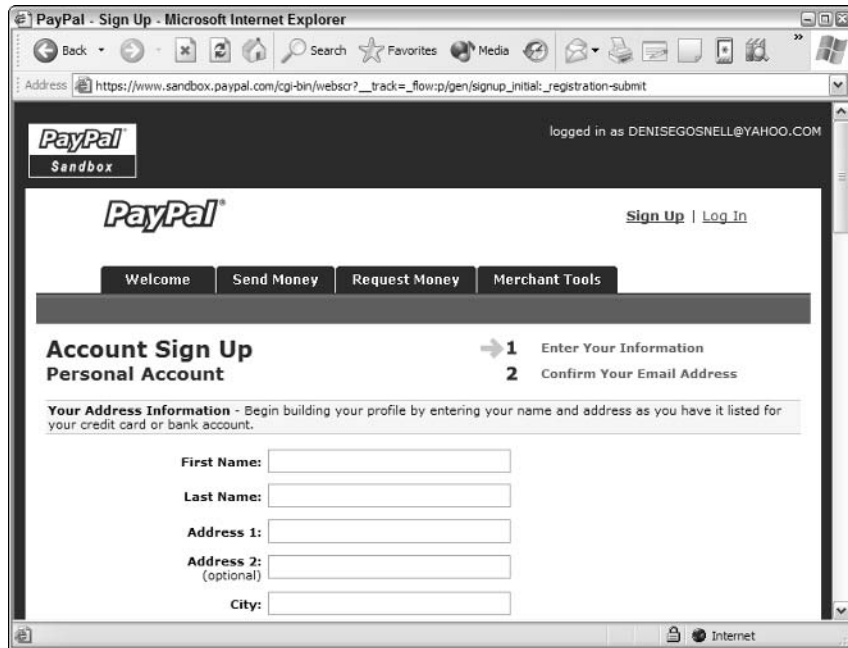 PayPal - Sign Up - Microsoft Internet Explorer
Back Search Favorites Media »
Address https://www.sandbox.paypal.com/cgi-bin/webscr?__track=_flow:p/gen/signup_initial:_registration-submit
PayPal
Sandbox
logged in as DENISEGOSNELL@YAHOO.COM
PayPal®
Sign Up | Log In
Welcome Send Money Request Money Merchant Tools
Account Sign Up
1 Enter Your Information
Personal Account
2 Confirm Your Email Address
Your Address Information - Begin building your profile by entering your name and address as you have it listed for
your credit card or bank account.
First Name:
Last Name:
Address 1:
Address 2:
(optional)
City:
Internet